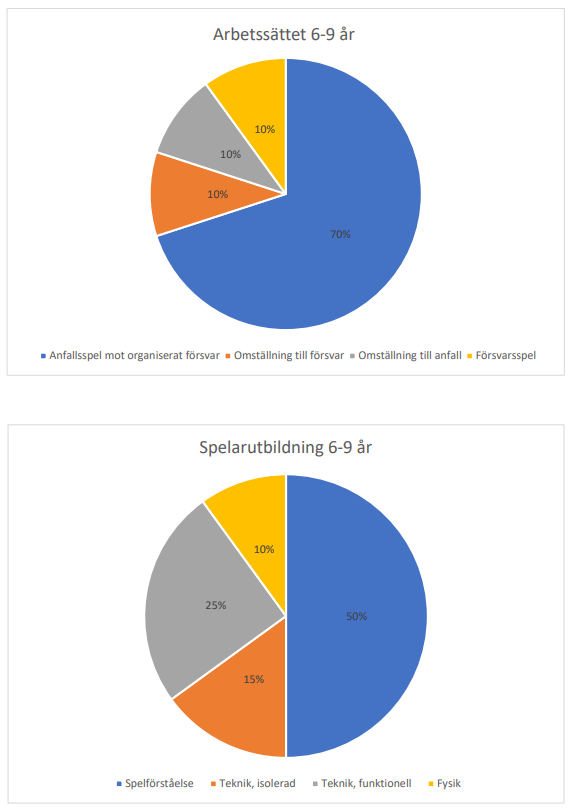 Arbetssättet 6-9 år
10%
10%
10%
70%
Anfallsspel mot organiserat försvar Omställning till försvar Omställning till anfall Försvarsspel
Spelarutbildning 6-9 år
10%
25%
50%
15%
Spelförståelse Teknik, isolerad Teknik, funktionell Fysik